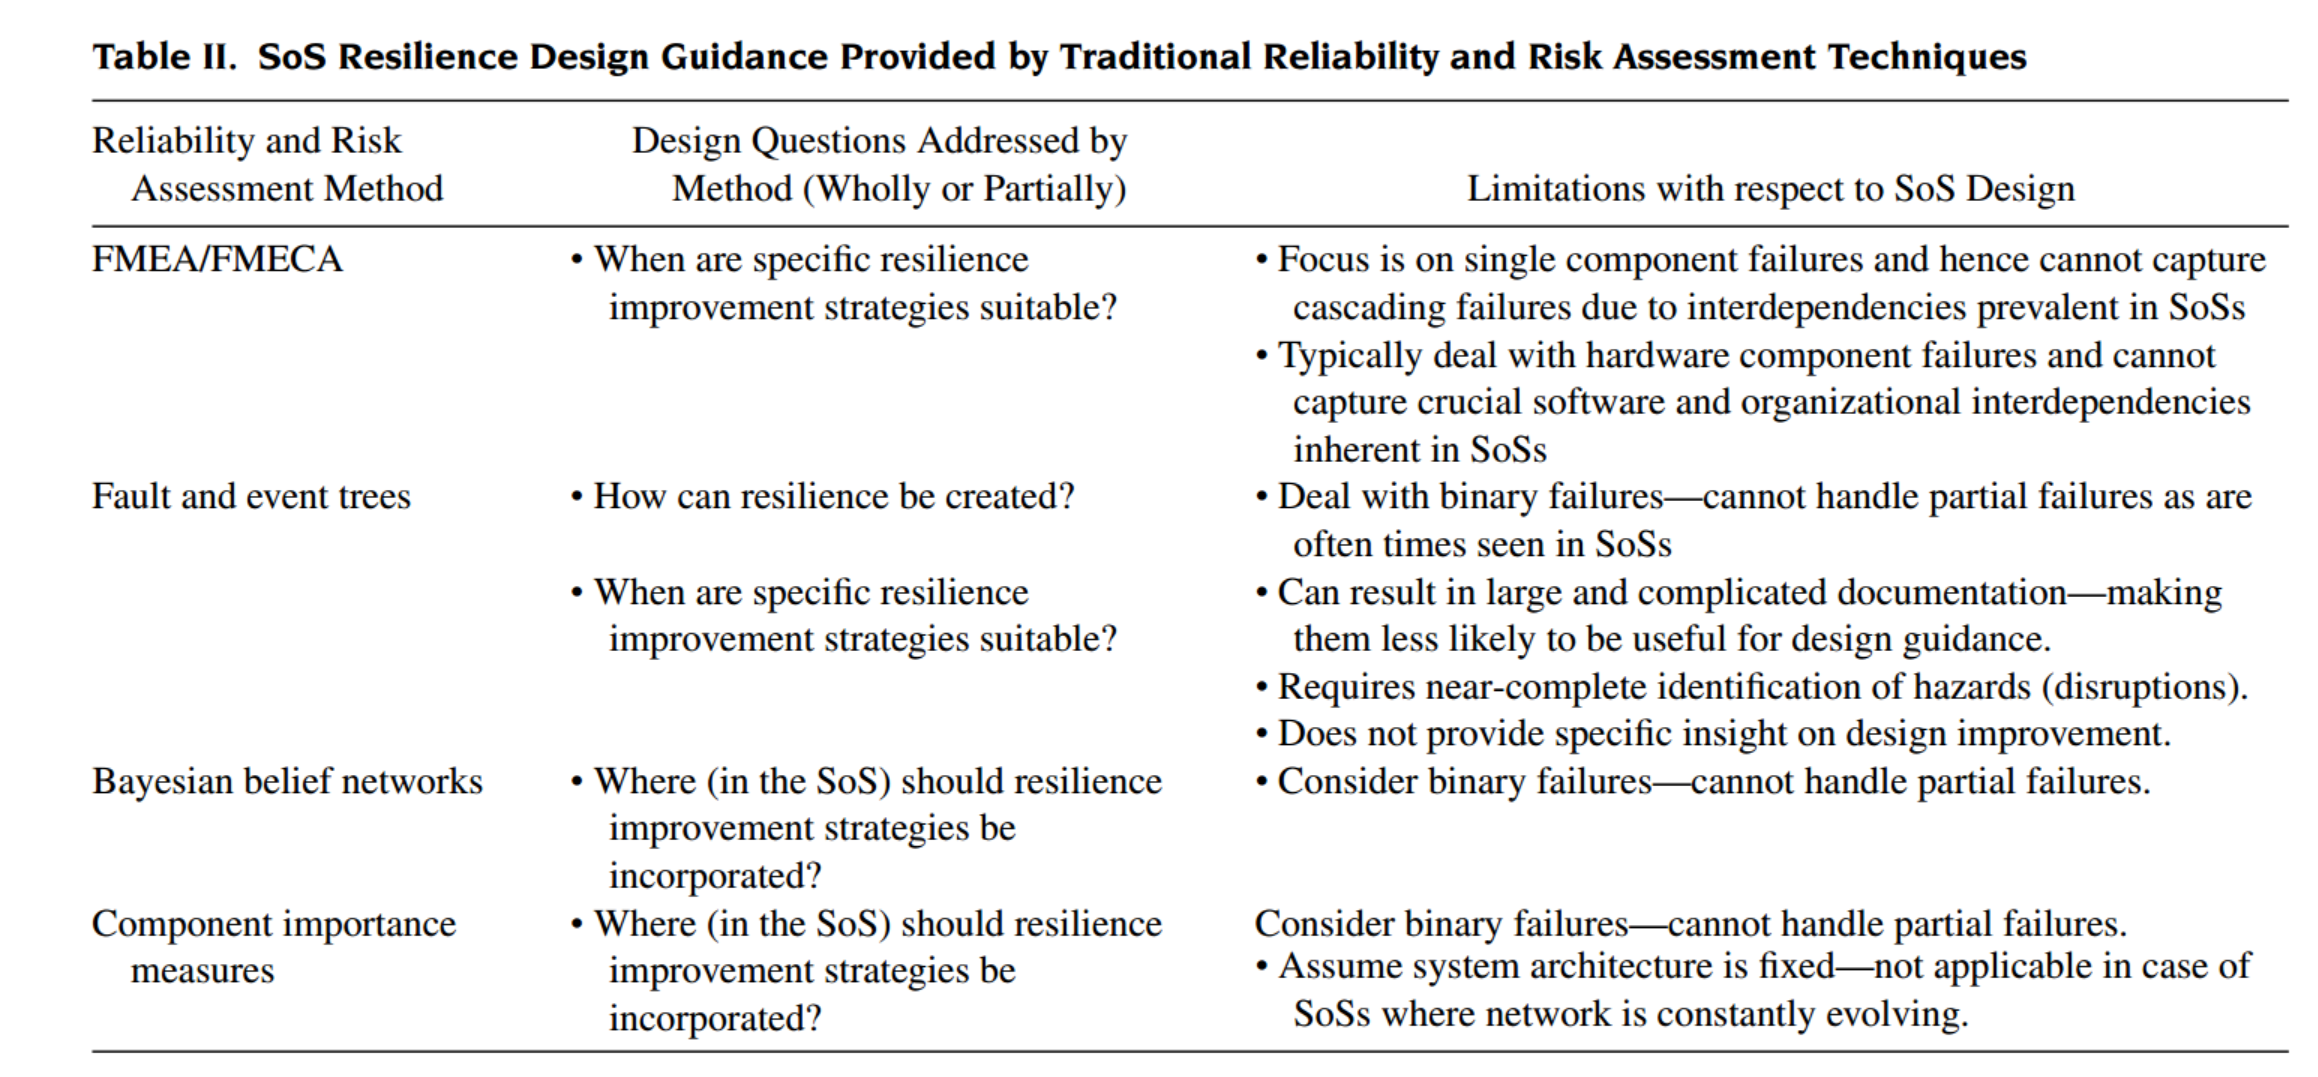 Table II. SoS Resilience Design Guidance Provided by Traditional Reliability and Risk Assessment Techniques
Reliability and Risk
Assessment Method
Design Questions Addressed by
Method (Wholly or Partially)
Limitations with respect to SoS Design
FMEA/FMECA
• When are specific resilience
improvement strategies suitable?
• Focus is on single component failures and hence cannot capture
cascading failures due to interdependencies prevalent in SoSs
• Typically deal with hardware component failures and cannot
capture crucial software and organizational interdependencies
inherent in SoSs
Fault and event trees
• How can resilience be created?
• When are specific resilience
improvement strategies suitable?
• Deal with binary failures—cannot handle partial failures as are
often times seen in SoSs
• Can result in large and complicated documentation—making
them less likely to be useful for design guidance.
• Requires near-complete identification of hazards (disruptions).
• Does not provide specific insight on design improvement.
Bayesian belief networks
• Where (in the SoS) should resilience
improvement strategies be
incorporated?
• Consider binary failures—cannot handle partial failures.
Component importance
measures
• Where (in the SoS) should resilience
improvement strategies be
incorporated?
Consider binary failures—cannot handle partial failures.
• Assume system architecture is fixed—not applicable in case of
SoSs where network is constantly evolving.